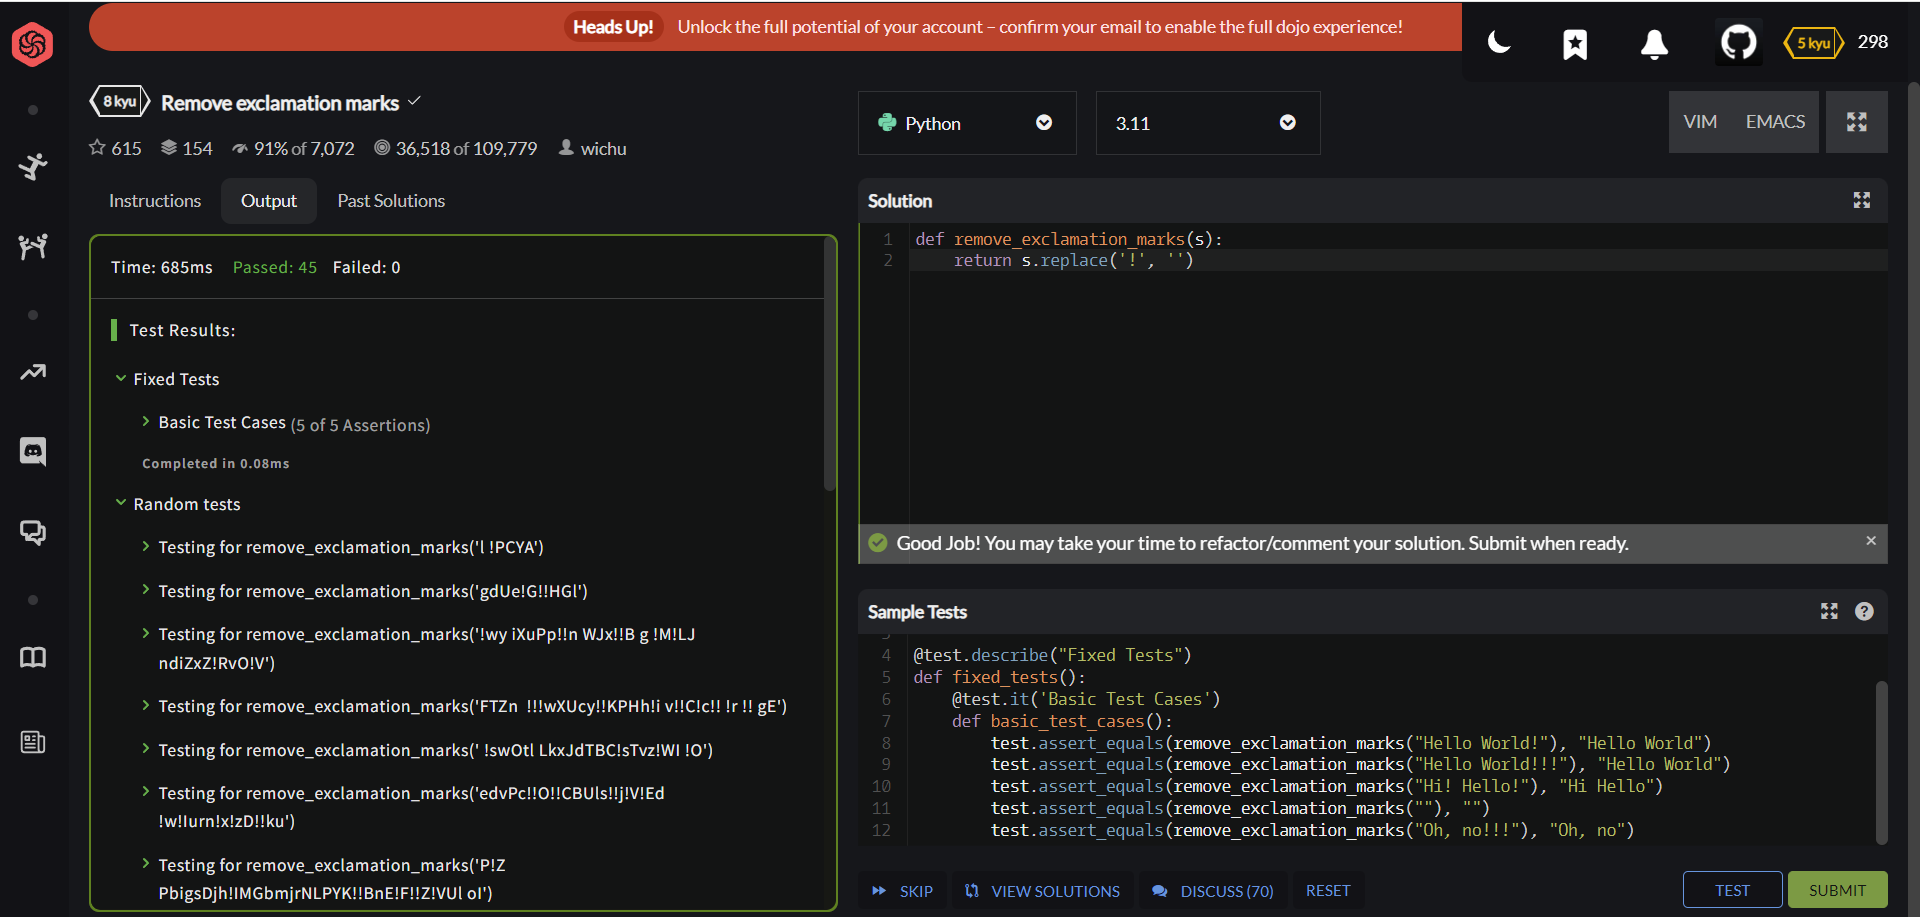 Heads Up! Unlock the full potential of your account – confirm your email to enable the full dojo experience!
5 kyu 298
8 kyu Remove exclamation marks
615 154 91% of 7,072 36,518 of 109,779 wichu
Instructions Output Past Solutions
Time: 685ms Passed: 45 Failed: 0
Test Results:
Fixed Tests
Basic Test Cases (5 of 5 Assertions)
Completed in 0.08ms
Random tests
Testing for remove_exclamation_marks('l !PCYA')
Testing for remove_exclamation_marks('gdUe!G!!HGl')
Testing for remove_exclamation_marks('!wy iXuPp!!n WJx!!B g !M!LJ
ndiZxZ!RvO!V')
Testing for remove_exclamation_marks('FTZn  !!!wXUcy!!KPHh!i v!!C!c!! !r !! gE')
Testing for remove_exclamation_marks(' !swOtl LkxJdTBC!sTvz!WI !O')
Testing for remove_exclamation_marks('edvPc!!O!!CBUls!!j!V!Ed
!w!Iurn!x!zD!!ku')
Testing for remove_exclamation_marks('P!Z
PbigsDjh!IMGbmjrNLPYK!!BnE!F!!Z!VUl oI')
Python 3.11 VIM EMACS
Solution
1 def remove_exclamation_marks(s):
2     return s.replace('!', '')
Good Job! You may take your time to refactor/comment your solution. Submit when ready. ×
Sample Tests ?
4 @test.describe("Fixed Tests")
5 def fixed_tests():
6     @test.it('Basic Test Cases')
7     def basic_test_cases():
8         test.assert_equals(remove_exclamation_marks("Hello World!"), "Hello World")
9         test.assert_equals(remove_exclamation_marks("Hello World!!!"), "Hello World")
10         test.assert_equals(remove_exclamation_marks("Hi! Hello!"), "Hi Hello")
11         test.assert_equals(remove_exclamation_marks(""), "")
12         test.assert_equals(remove_exclamation_marks("Oh, no!!!"), "Oh, no")
SKIP VIEW SOLUTIONS DISCUSS (70) RESET TEST SUBMIT